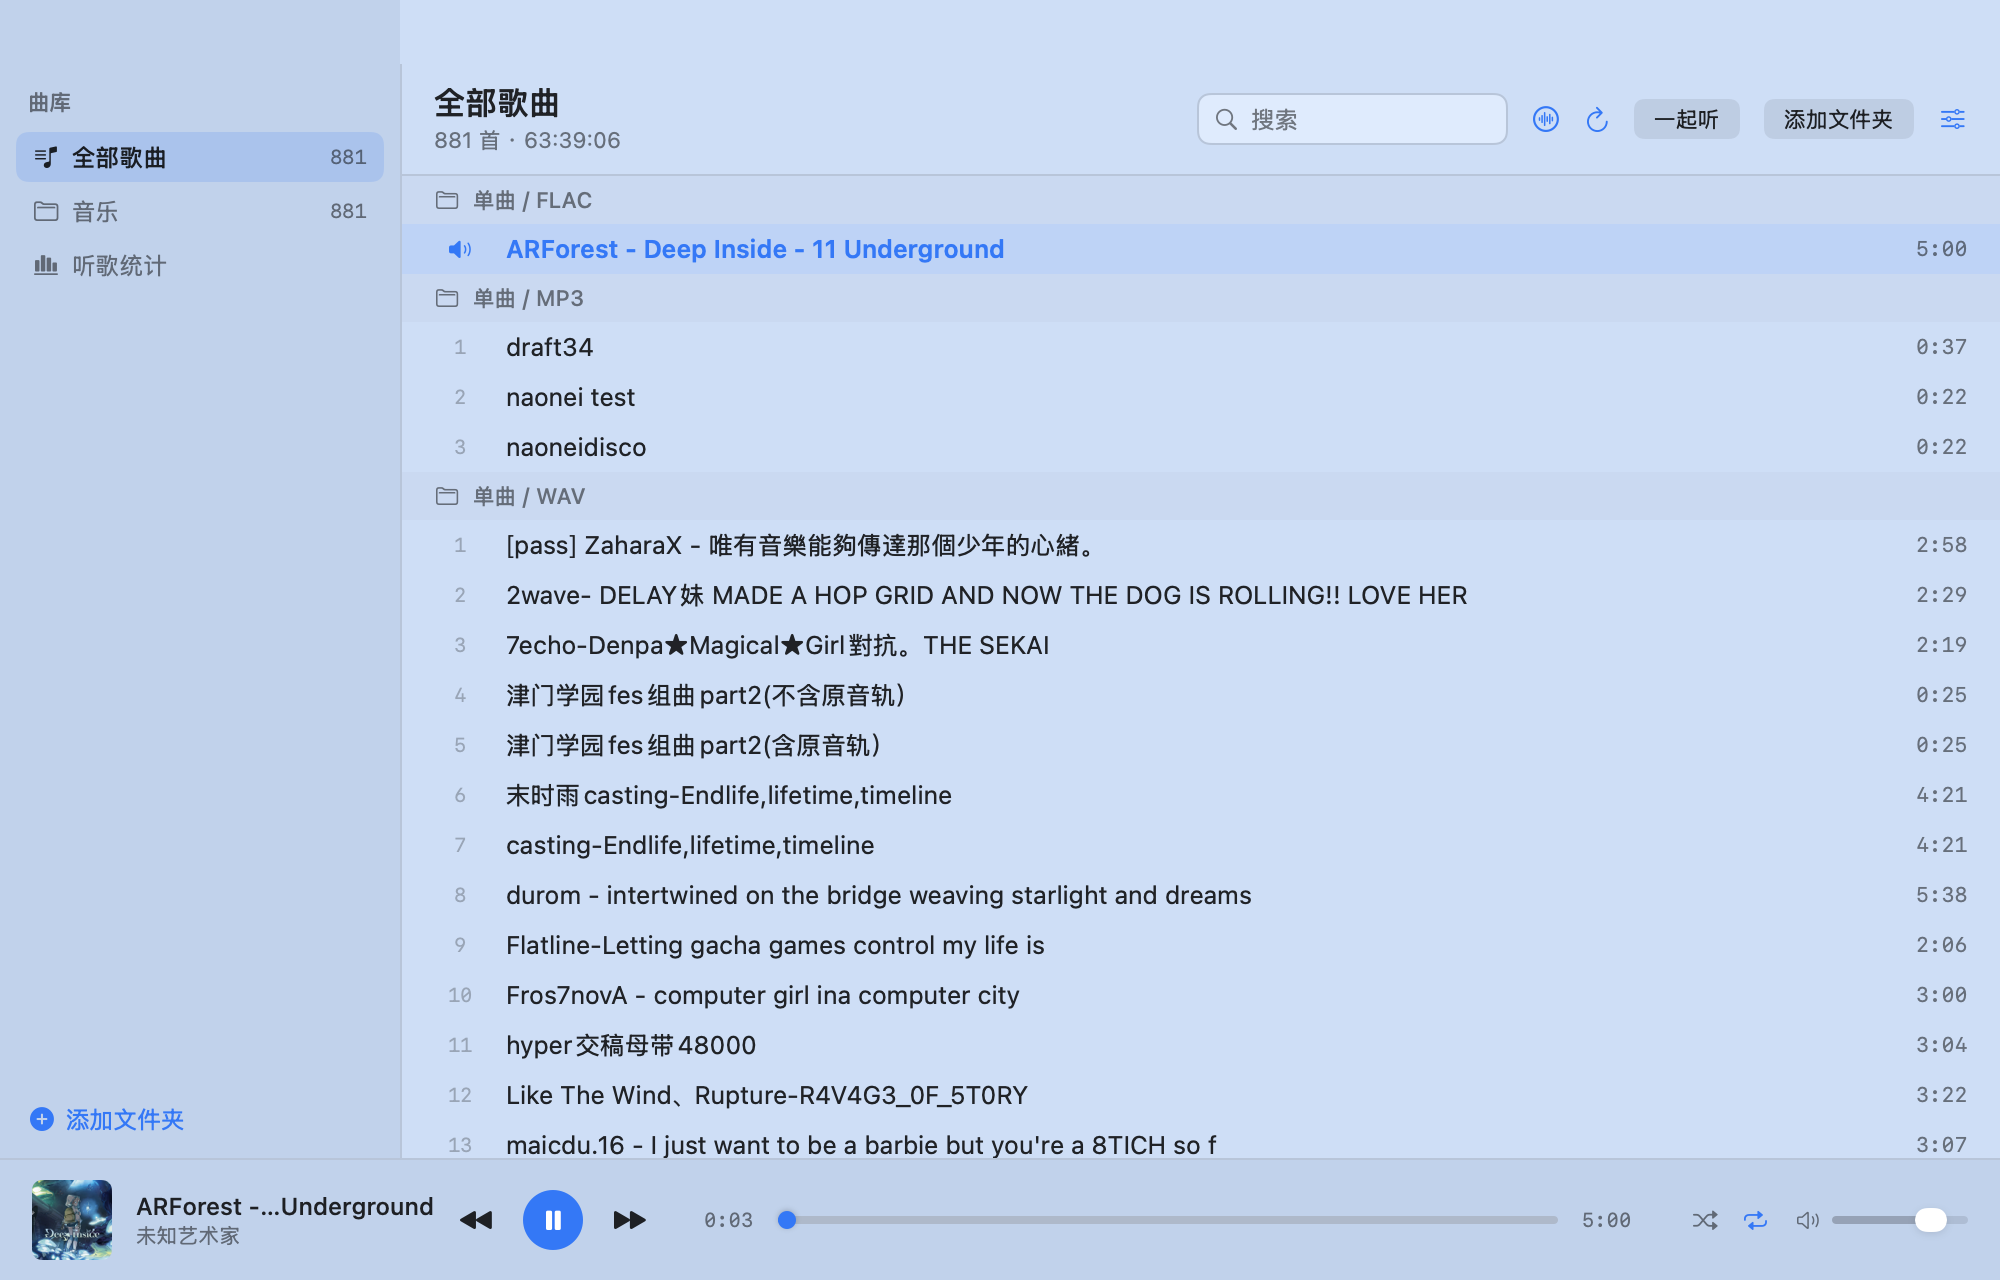 曲库
全部歌曲 881
音乐 881
听歌统计
添加文件夹
全部歌曲
881 首 · 63:39:06
搜索
一起听
添加文件夹
单曲 / FLAC
ARForest - Deep Inside - 11 Underground 5:00
单曲 / MP3
1 draft34 0:37
2 naonei test 0:22
3 naoneidisco 0:22
单曲 / WAV
1 [pass] ZaharaX - 唯有音樂能夠傳達那個少年的心緒。 2:58
2 2wave- DELAY妹 MADE A HOP GRID AND NOW THE DOG IS ROLLING!! LOVE HER 2:29
3 7echo-Denpa★Magical★Girl對抗。THE SEKAI 2:19
4 津门学园fes组曲part2(不含原音轨） 0:25
5 津门学园fes组曲part2(含原音轨） 0:25
6 末时雨casting-Endlife,lifetime,timeline 4:21
7 casting-Endlife,lifetime,timeline 4:21
8 durom - intertwined on the bridge weaving starlight and dreams 5:38
9 Flatline-Letting gacha games control my life is 2:06
10 Fros7novA - computer girl ina computer city 3:00
11 hyper交稿母带48000 3:04
12 Like The Wind、Rupture-R4V4G3_0F_5T0RY 3:22
13 maicdu.16 - I just want to be a barbie but you're a 8TICH so f 3:07
Deep Inside
ARForest -...Underground
未知艺术家
0:03
5:00